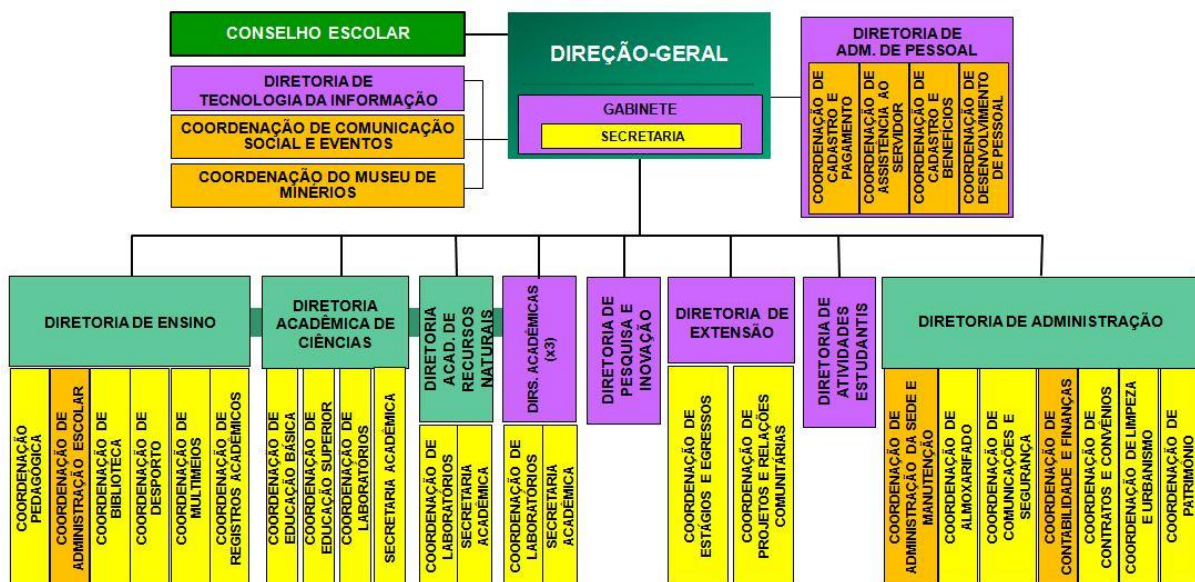 CONSELHO ESCOLAR
DIRETORIA DE
TECNOLOGIA DA INFORMAÇÃO
COORDENAÇÃO DE COMUNICAÇÃO
SOCIAL E EVENTOS
COORDENAÇÃO DO MUSEU DE
MINÉRIOS
DIREÇÃO-GERAL
GABINETE
SECRETARIA
DIRETORIA DE
ADM. DE PESSOAL
COORDENAÇÃO DE
CADASTRO E
PAGAMENTO
COORDENAÇÃO DE
ASSISTÊNCIA AO
SERVIDOR
COORDENAÇÃO DE
CADASTRO E
BENEFÍCIOS
COORDENAÇÃO DE
DESENVOLVIMENTO
DE PESSOAL
DIRETORIA DE ENSINO
COORDENAÇÃO
PEDAGÓGICA
COORDENAÇÃO DE
ADMINISTRAÇÃO ESCOLAR
COORDENAÇÃO DE
BIBLIOTECA
COORDENAÇÃO DE
DESPORTO
COORDENAÇÃO DE
MULTIMEIOS
COORDENAÇÃO DE
REGISTROS ACADÊMICOS
DIRETORIA
ACADÊMICA DE
CIÊNCIAS
COORDENAÇÃO DE
EDUCAÇÃO BÁSICA
COORDENAÇÃO DE
EDUCAÇÃO SUPERIOR
COORDENAÇÃO DE
LABORATÓRIOS
SECRETARIA ACADÊMICA
DIRETORIA
ACAD. DE
RECURSOS
NATURAIS
COORDENAÇÃO DE
LABORATÓRIOS
SECRETARIA
ACADÊMICA
DIRS. ACADÊMICAS
(x3)
COORDENAÇÃO DE
LABORATÓRIOS
SECRETARIA
ACADÊMICA
DIRETORIA DE
PESQUISA E
INOVAÇÃO
DIRETORIA DE
EXTENSÃO
COORDENAÇÃO DE
ESTÁGIOS E EGRESSOS
COORDENAÇÃO DE
PROJETOS E RELAÇÕES
COMUNITÁRIAS
DIRETORIA DE
ATIVIDADES
ESTUDANTIS
DIRETORIA DE ADMINISTRAÇÃO
COORDENAÇÃO DE
ADMINISTRAÇÃO DA SEDE E
MANUTENÇÃO
COORDENAÇÃO DE
ALMOXARIFADO
COORDENAÇÃO DE
COMUNICAÇÕES E
SEGURANÇA
COORDENAÇÃO DE
CONTABILIDADE E FINANÇAS
COORDENAÇÃO DE
CONTRATOS E CONVÊNIOS
COORDENAÇÃO DE LIMPEZA
E URBANISMO
COORDENAÇÃO DE
PATRIMÔNIO